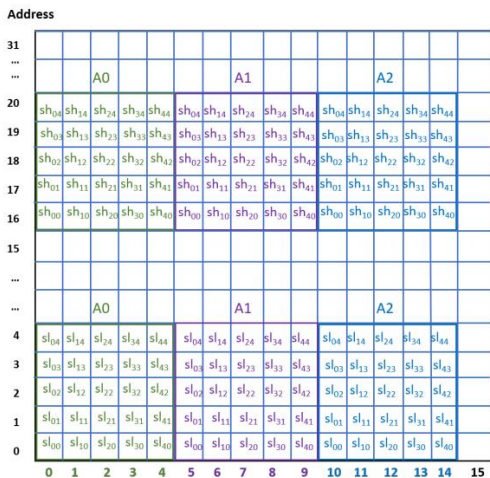 Address
31
...
... A0 A1 A2
20 sh04 sh14 sh24 sh34 sh44 sh04 sh14 sh24 sh34 sh44 sh04 sh14 sh24 sh34 sh44
19 sh03 sh13 sh23 sh33 sh43 sh03 sh13 sh23 sh33 sh43 sh03 sh13 sh23 sh33 sh43
18 sh02 sh12 sh22 sh32 sh42 sh02 sh12 sh22 sh32 sh42 sh02 sh12 sh22 sh32 sh42
17 sh01 sh11 sh21 sh31 sh41 sh01 sh11 sh21 sh31 sh41 sh01 sh11 sh21 sh31 sh41
16 sh00 sh10 sh20 sh30 sh40 sh00 sh10 sh20 sh30 sh40 sh00 sh10 sh20 sh30 sh40
15
...
... A0 A1 A2
4 sl04 sl14 sl24 sl34 sl44 sl04 sl14 sl24 sl34 sl44 sl04 sl14 sl24 sl34 sl44
3 sl03 sl13 sl23 sl33 sl43 sl03 sl13 sl23 sl33 sl43 sl03 sl13 sl23 sl33 sl43
2 sl02 sl12 sl22 sl32 sl42 sl02 sl12 sl22 sl32 sl42 sl02 sl12 sl22 sl32 sl42
1 sl01 sl11 sl21 sl31 sl41 sl01 sl11 sl21 sl31 sl41 sl01 sl11 sl21 sl31 sl41
0 sl00 sl10 sl20 sl30 sl40 sl00 sl10 sl20 sl30 sl40 sl00 sl10 sl20 sl30 sl40
0 1 2 3 4 5 6 7 8 9 10 11 12 13 14 15